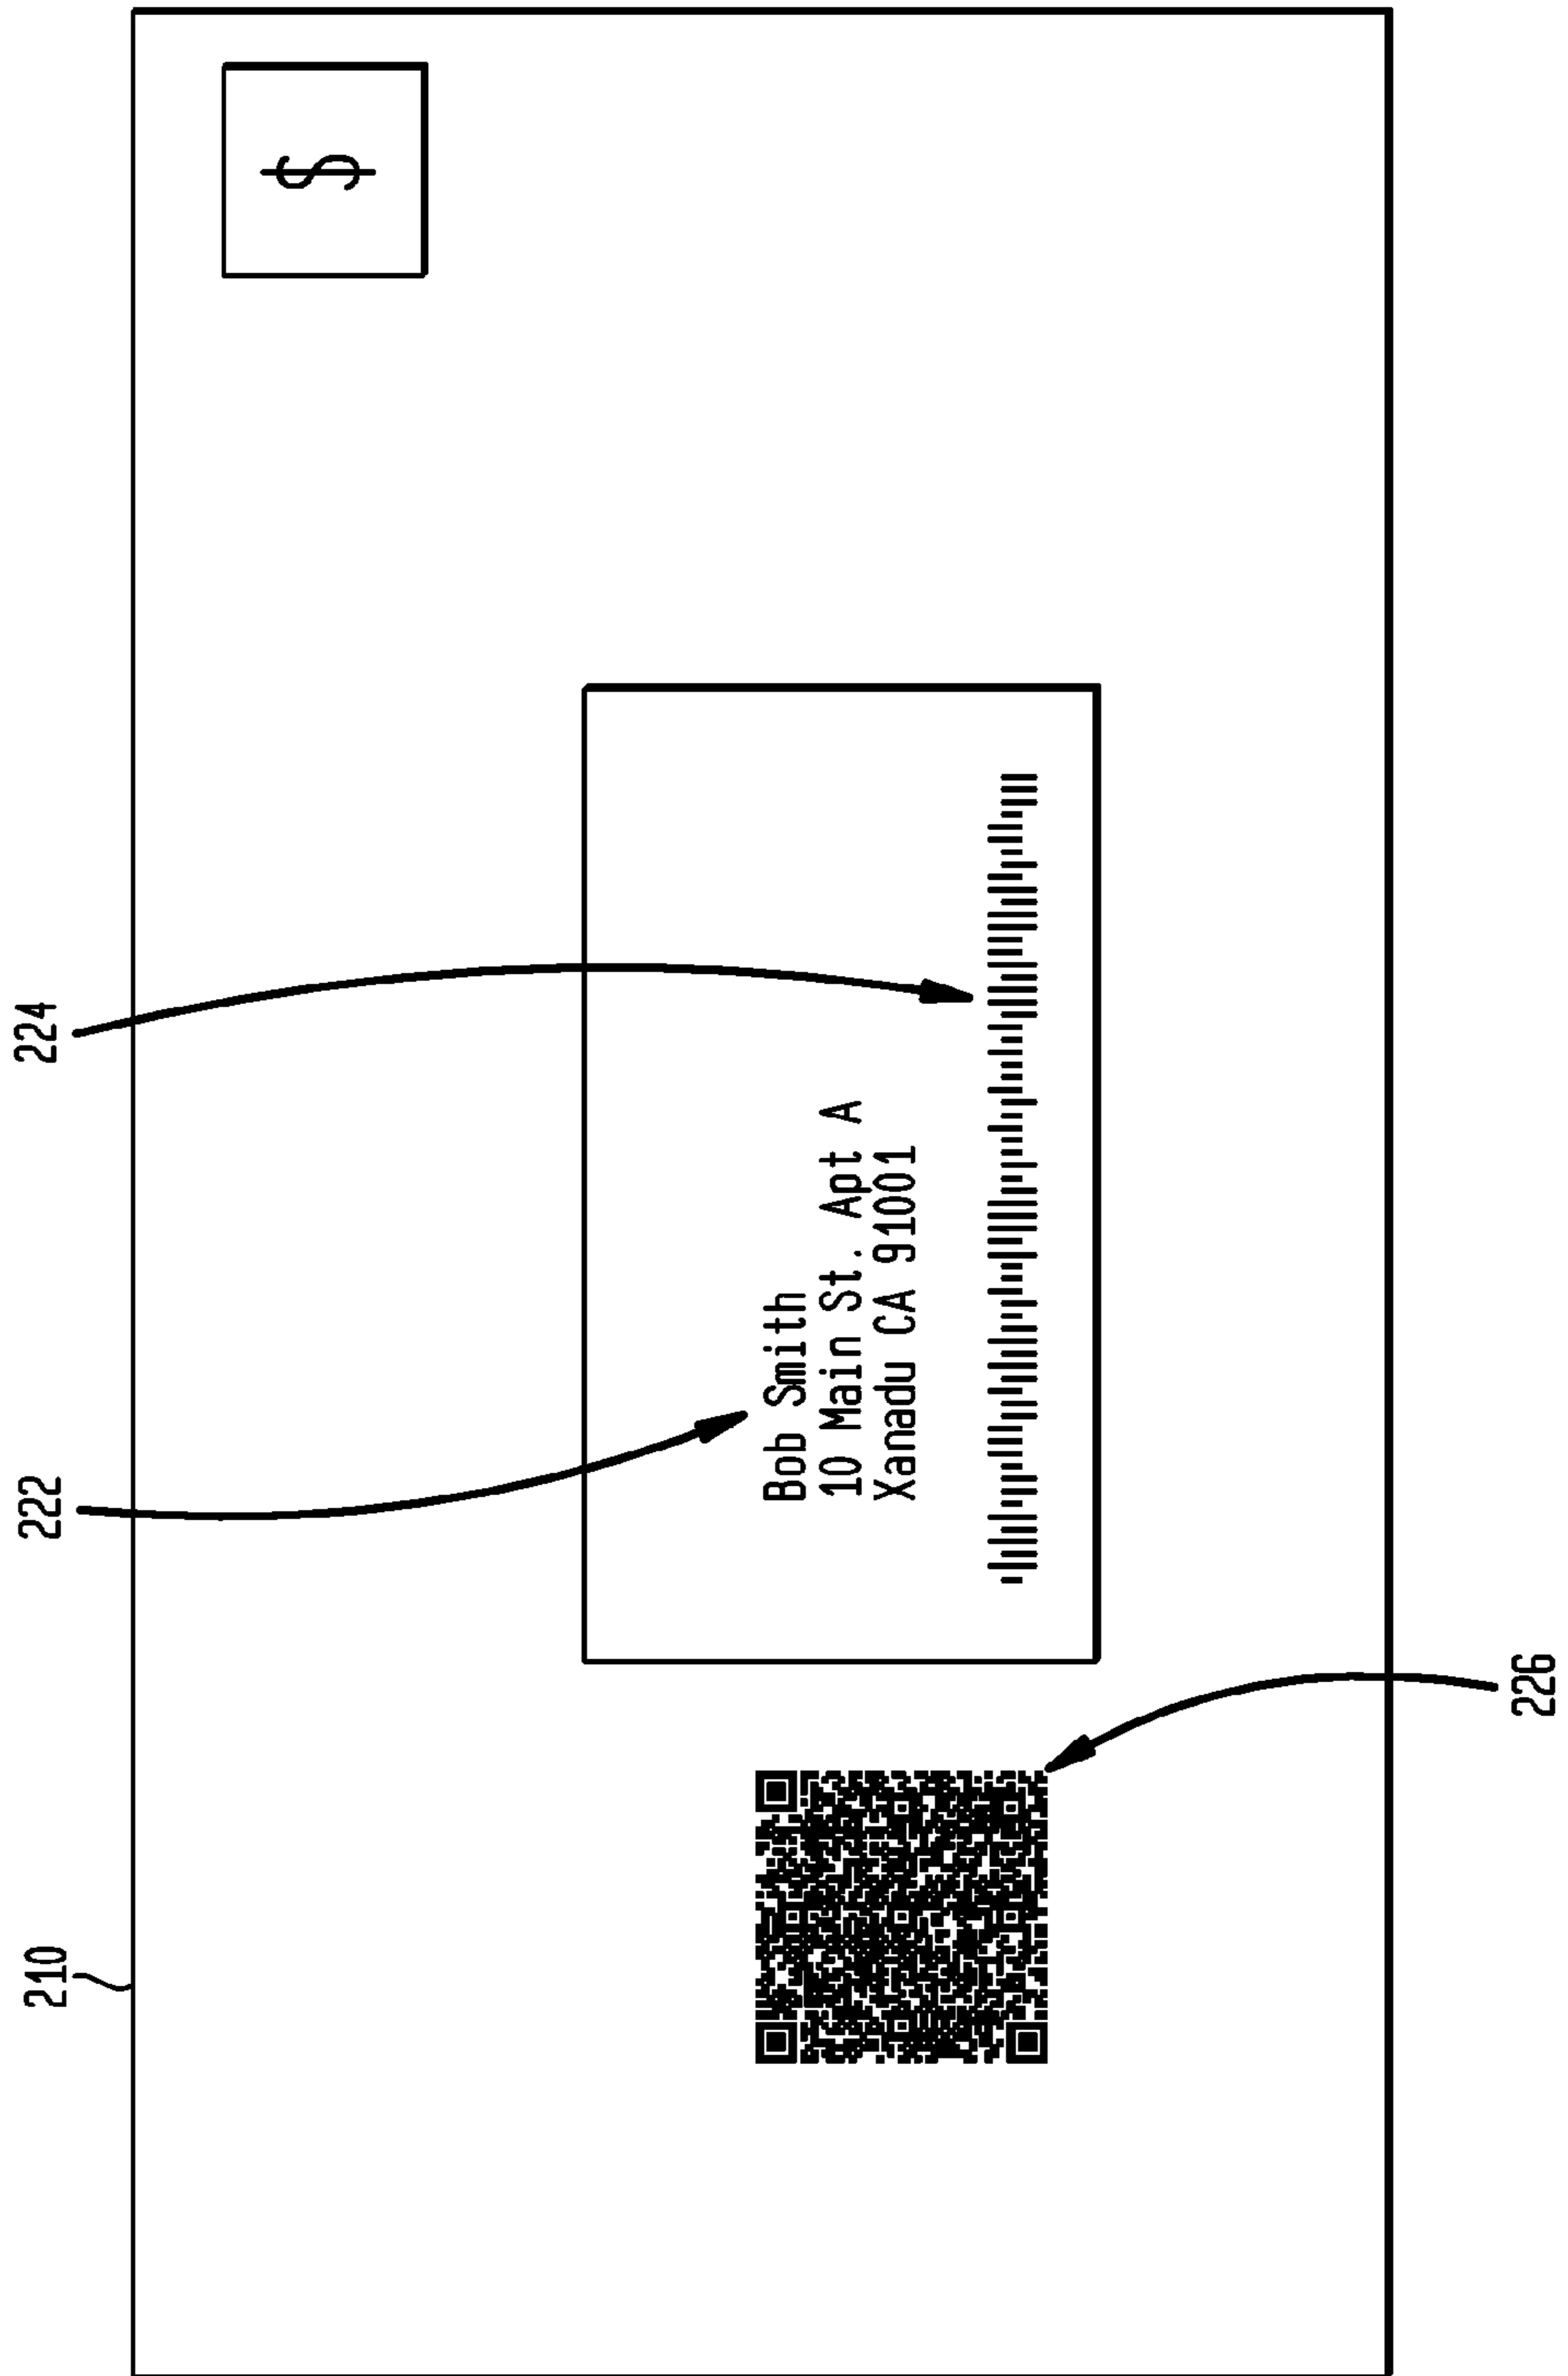 210
222
224
$
Bob Smith
10 Main St. Apt A
Xanadu CA 91001
226